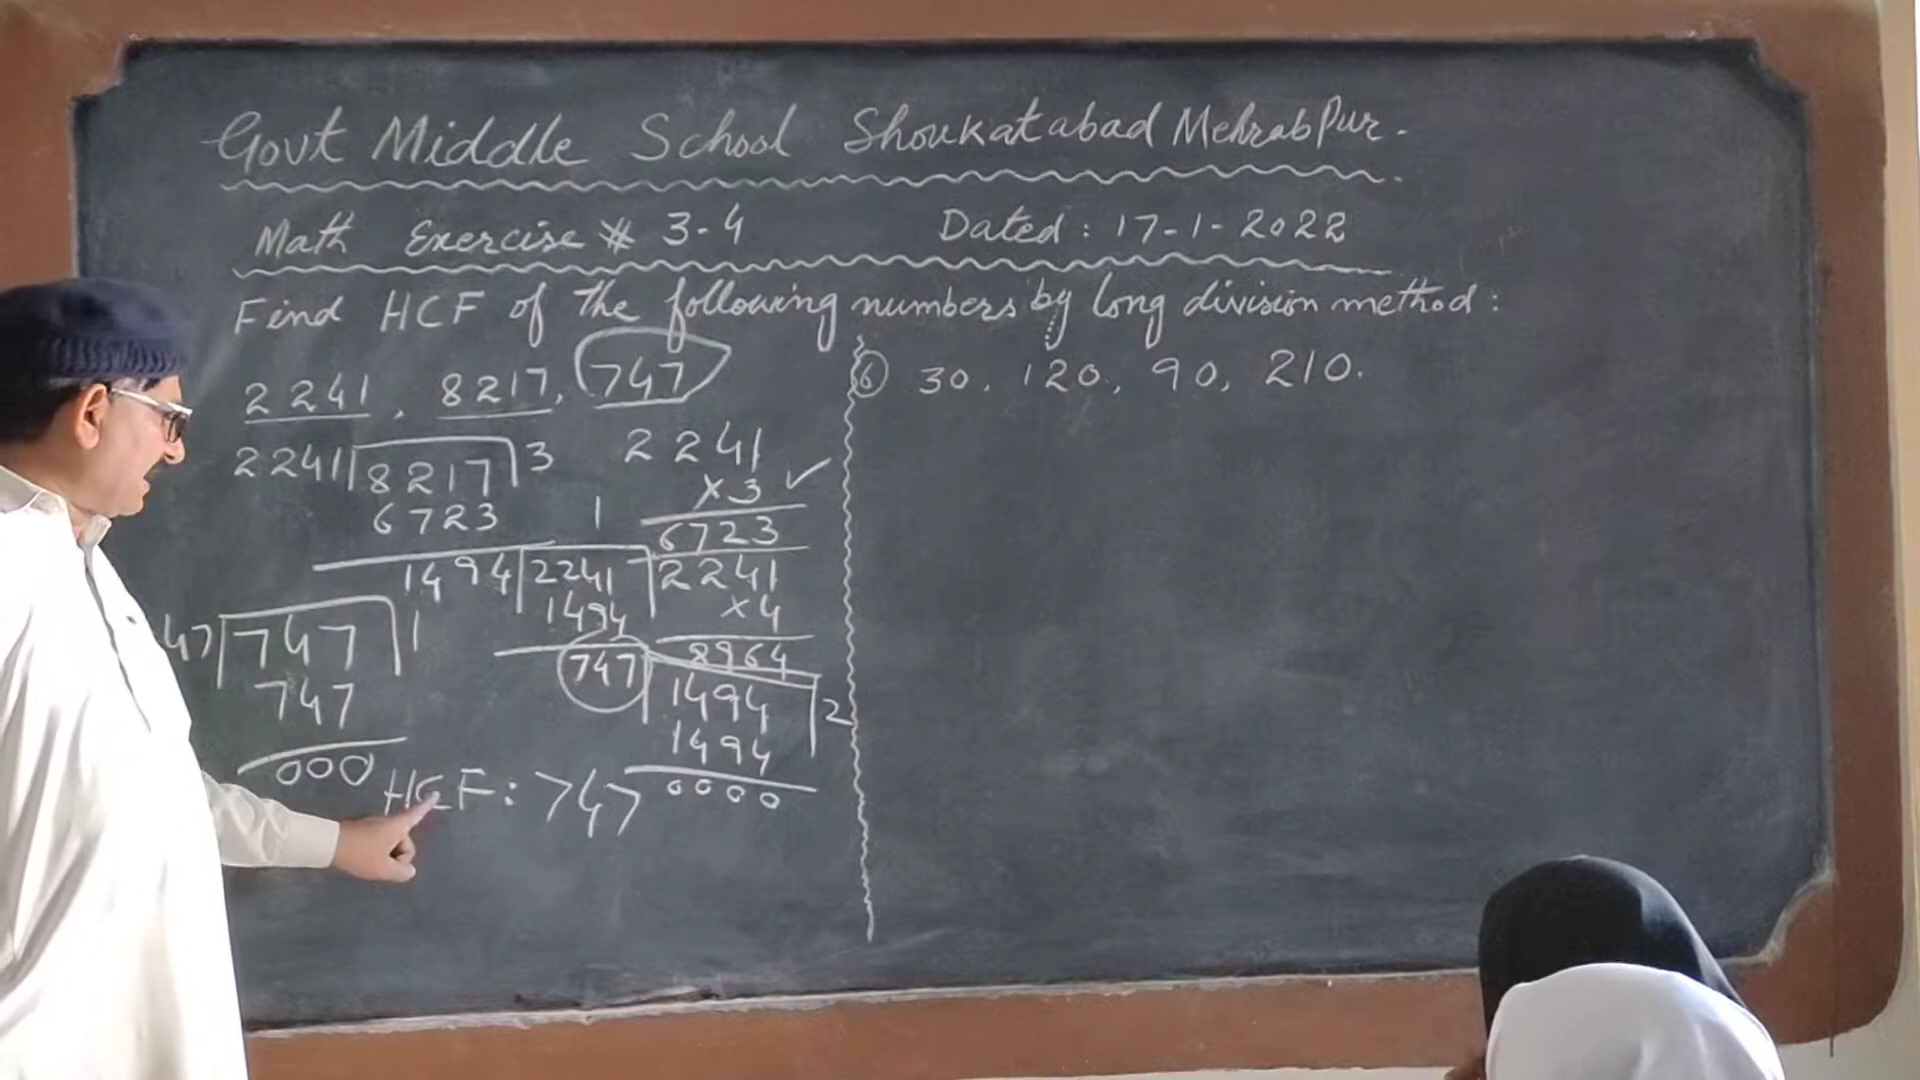 Govt Middle School Shoukatabad Mehrabpur.
Math Exercise # 3-4 Dated: 17-1-2022
Find HCF of the following numbers by long division method:
2241, 8217, 747
2241 8217 3
6723
1494 2241 1
1494
747 1494 2
1494
0000
2241
×3
6723
2241
×4
8964
47 747 1
747
000
HCF: 747
6 30, 120, 90, 210.